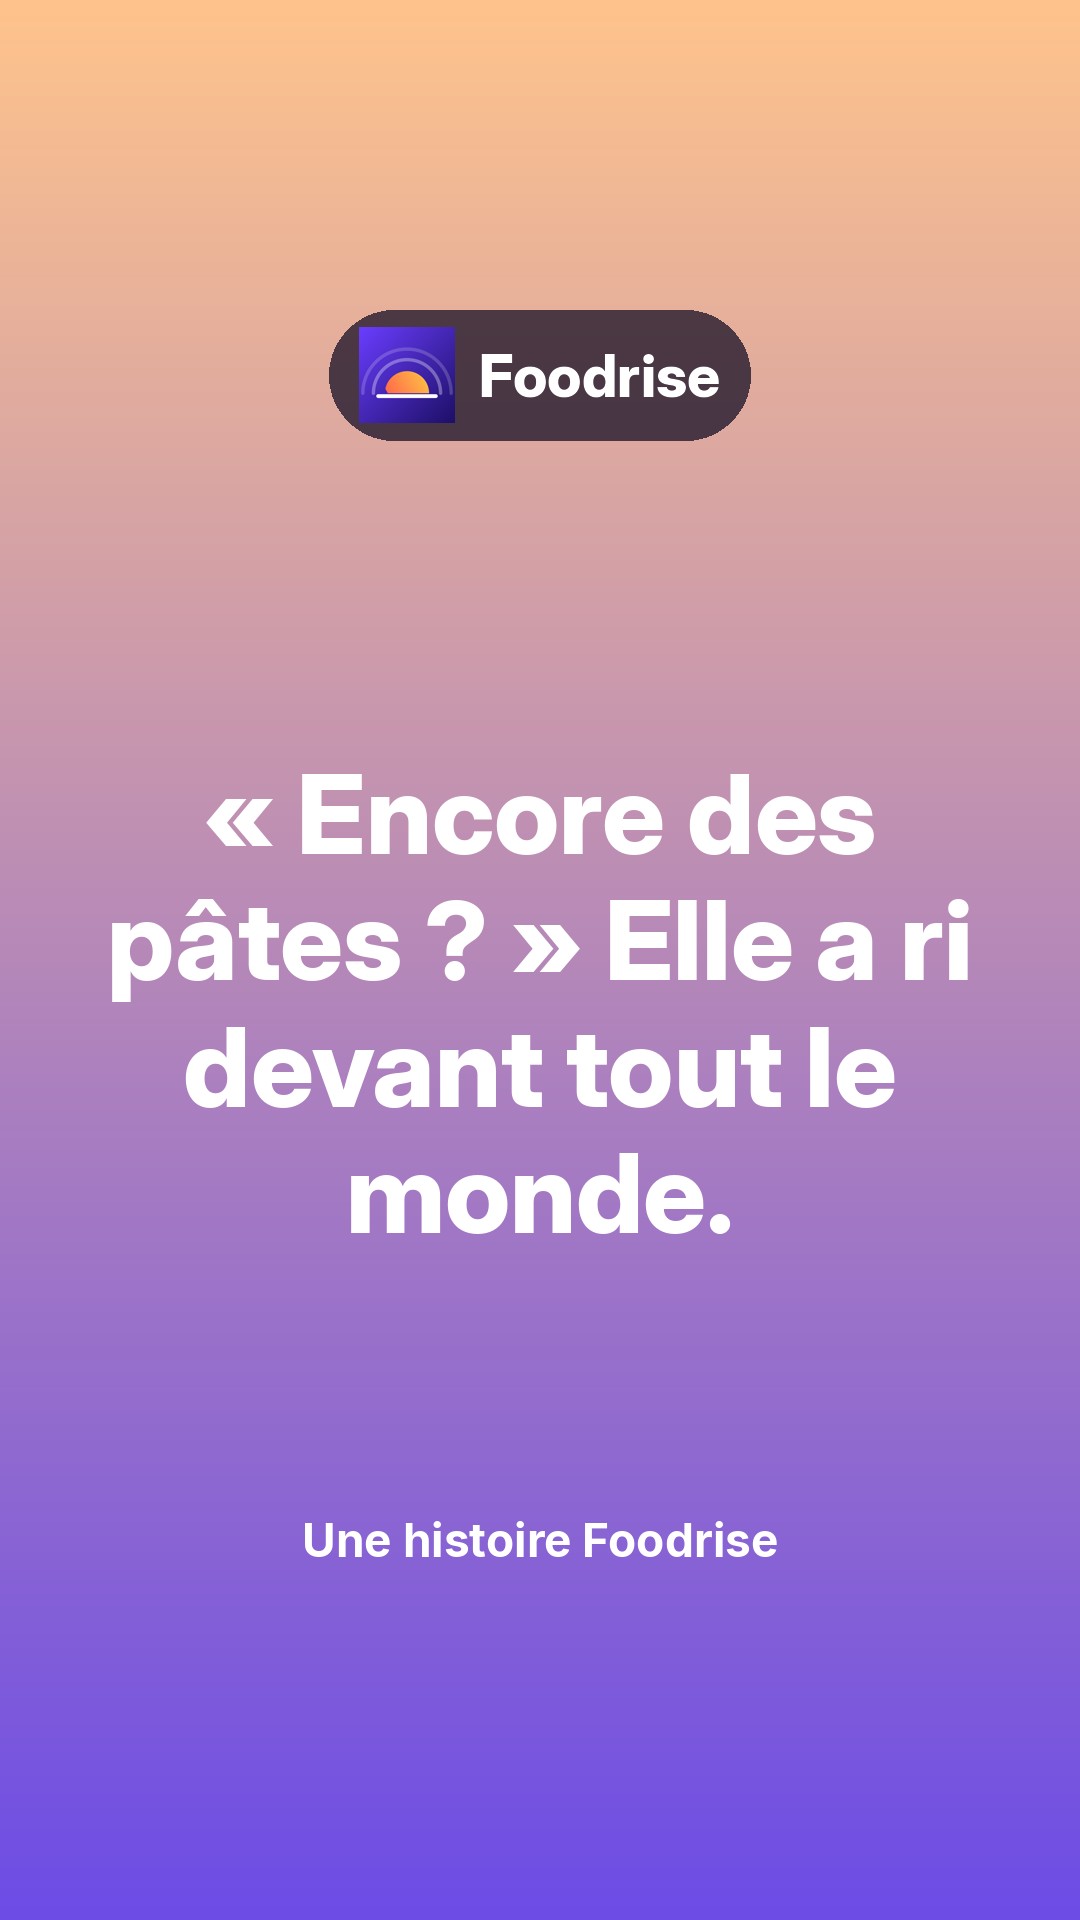 Foodrise
« Encore des
pâtes ? » Elle a ri
devant tout le
monde.
Une histoire Foodrise